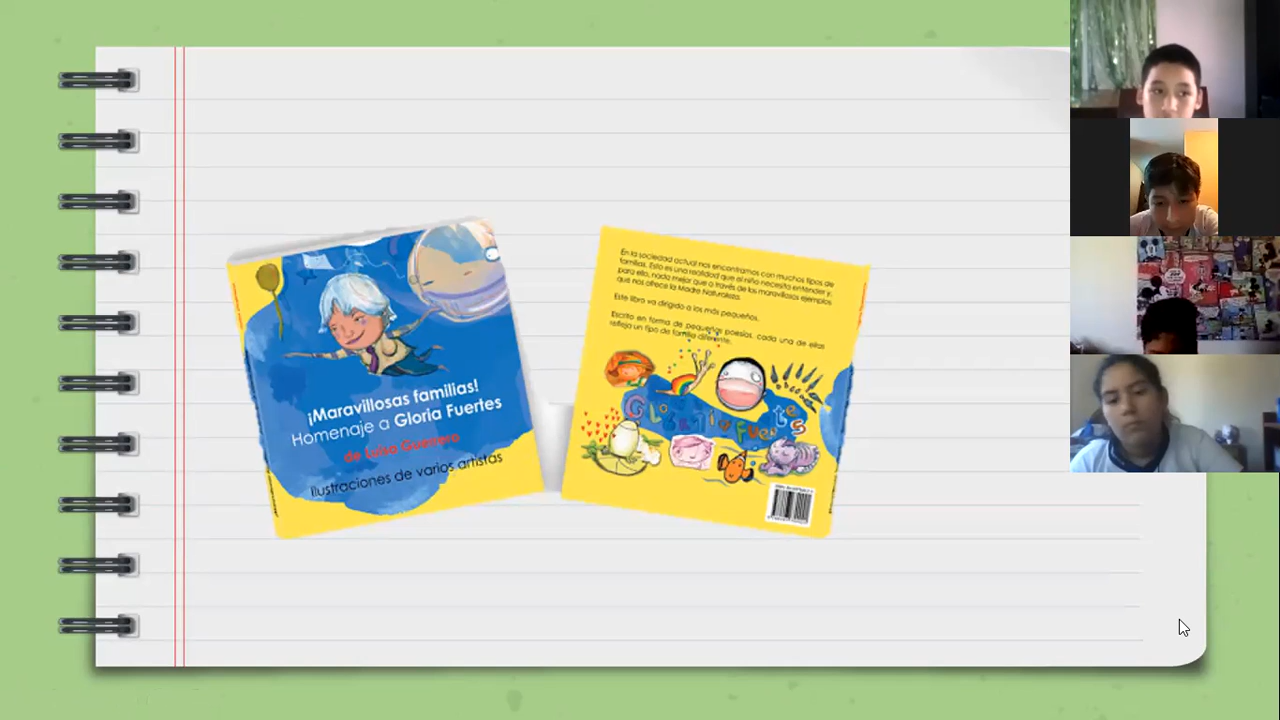 ¡Maravillosas familias!
Homenaje a Gloria Fuertes
de Luisa Guerrero
Ilustraciones de varios artistas
En la sociedad actual nos encontramos con muchos tipos de
familias. Esto es una realidad que el niño necesita entender y,
para ello, nada mejor que a través de los maravillosos ejemplos
que nos ofrece la Madre Naturaleza.
Este libro va dirigido a los más pequeños.
Escrito en forma de pequeñas poesías, cada una de ellas
refleja un tipo de familia diferente.
Gloria Fuertes